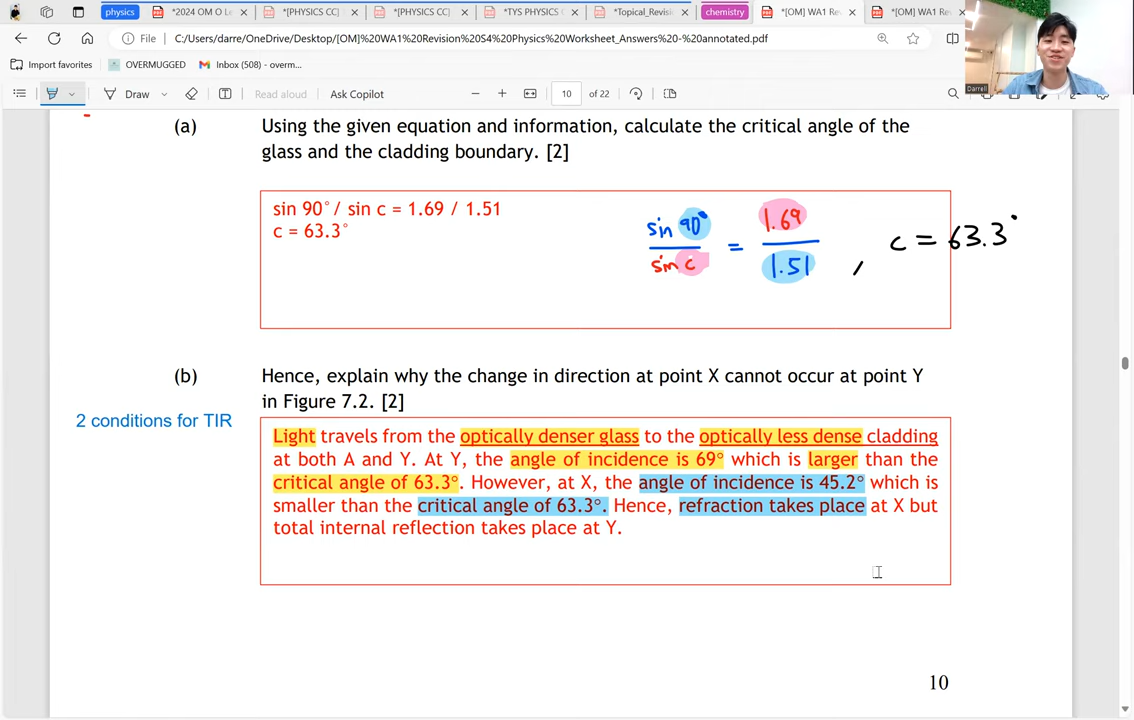 physics
*2024 OM O Le
*[PHYSICS CC]
*[PHYSICS CC]
*TYS PHYSICS C
*Topical_Revisi
chemistry
*[OM] WA1 Re
*[OM] WA1 Re
File
C:/Users/darre/OneDrive/Desktop/[OM]%20WA1%20Revision%20S4%20Physics%20Worksheet_Answers%20-%20annotated.pdf
Import favorites
OVERMUGGED
Inbox (508) - overm...
Darrell
Draw
Read aloud
Ask Copilot
10
of 22
(a)
Using the given equation and information, calculate the critical angle of the
glass and the cladding boundary. [2]
sin 90° / sin c = 1.69 / 1.51
c = 63.3°
sin 90° / sin c = 1.69 / 1.51 , c = 63.3°
(b)
Hence, explain why the change in direction at point X cannot occur at point Y
in Figure 7.2. [2]
2 conditions for TIR
Light travels from the optically denser glass to the optically less dense cladding
at both A and Y. At Y, the angle of incidence is 69° which is larger than the
critical angle of 63.3°. However, at X, the angle of incidence is 45.2° which is
smaller than the critical angle of 63.3°. Hence, refraction takes place at X but
total internal reflection takes place at Y.
10